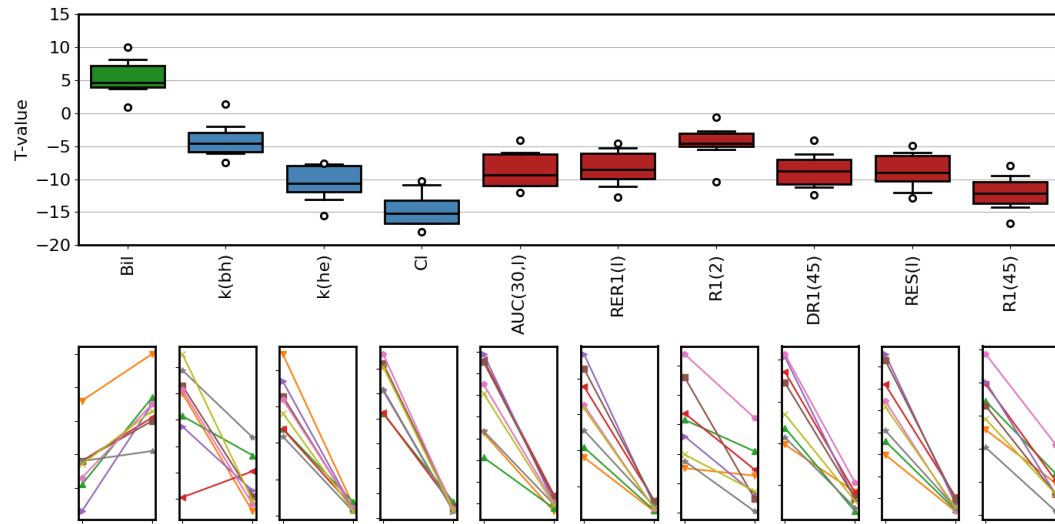 15
10
5
0
−5
−10
−15
−20
T-value
Bil
k(bh)
k(he)
Cl
AUC(30,I)
RER1(I)
R1(2)
DR1(45)
RES(I)
R1(45)